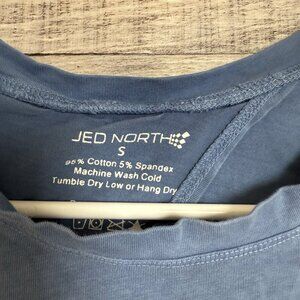 JED NORTH
S
95% Cotton 5% Spandex
Machine Wash Cold
Tumble Dry Low or Hang Dry